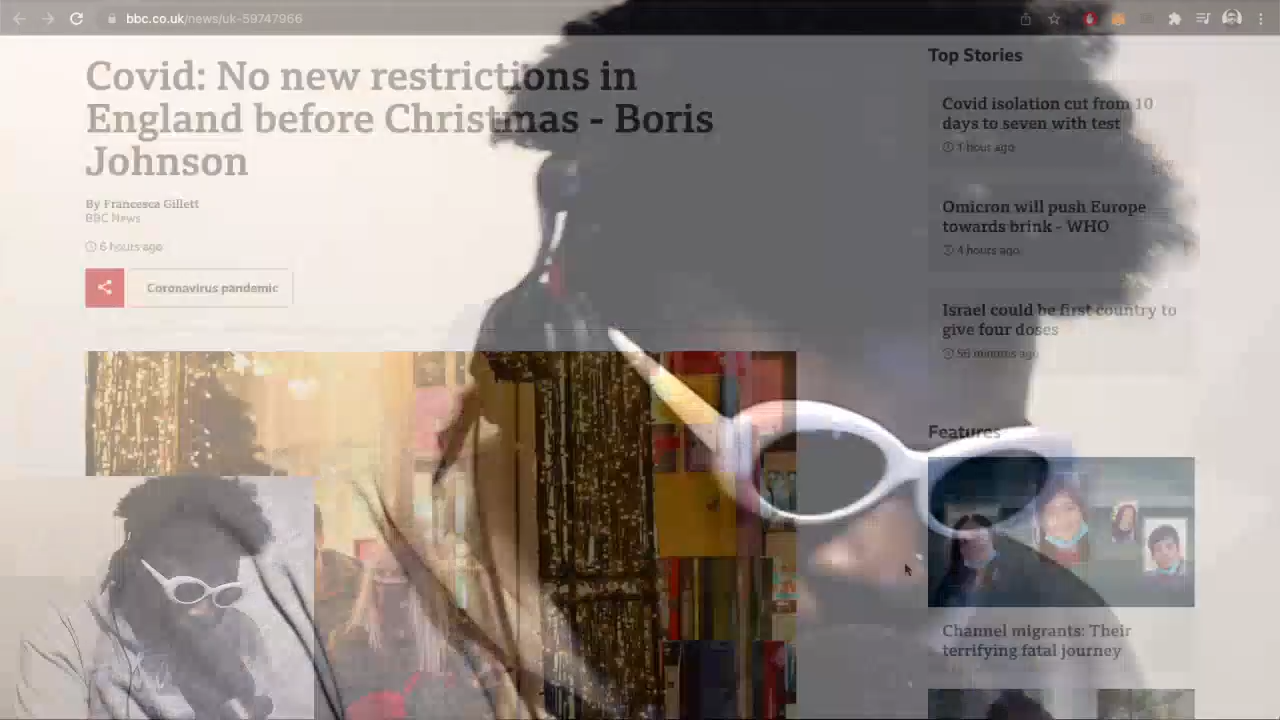 bbc.co.uk/news/uk-59747966
Covid: No new restrictions in
England before Christmas - Boris
Johnson
By Francesca Gillett
BBC News
6 hours ago
Coronavirus pandemic
Top Stories
Covid isolation cut from 10
days to seven with test
1 hour ago
Omicron will push Europe
towards brink - WHO
4 hours ago
Israel could be first country to
give four doses
56 minutes ago
Features
Channel migrants: Their
terrifying fatal journey